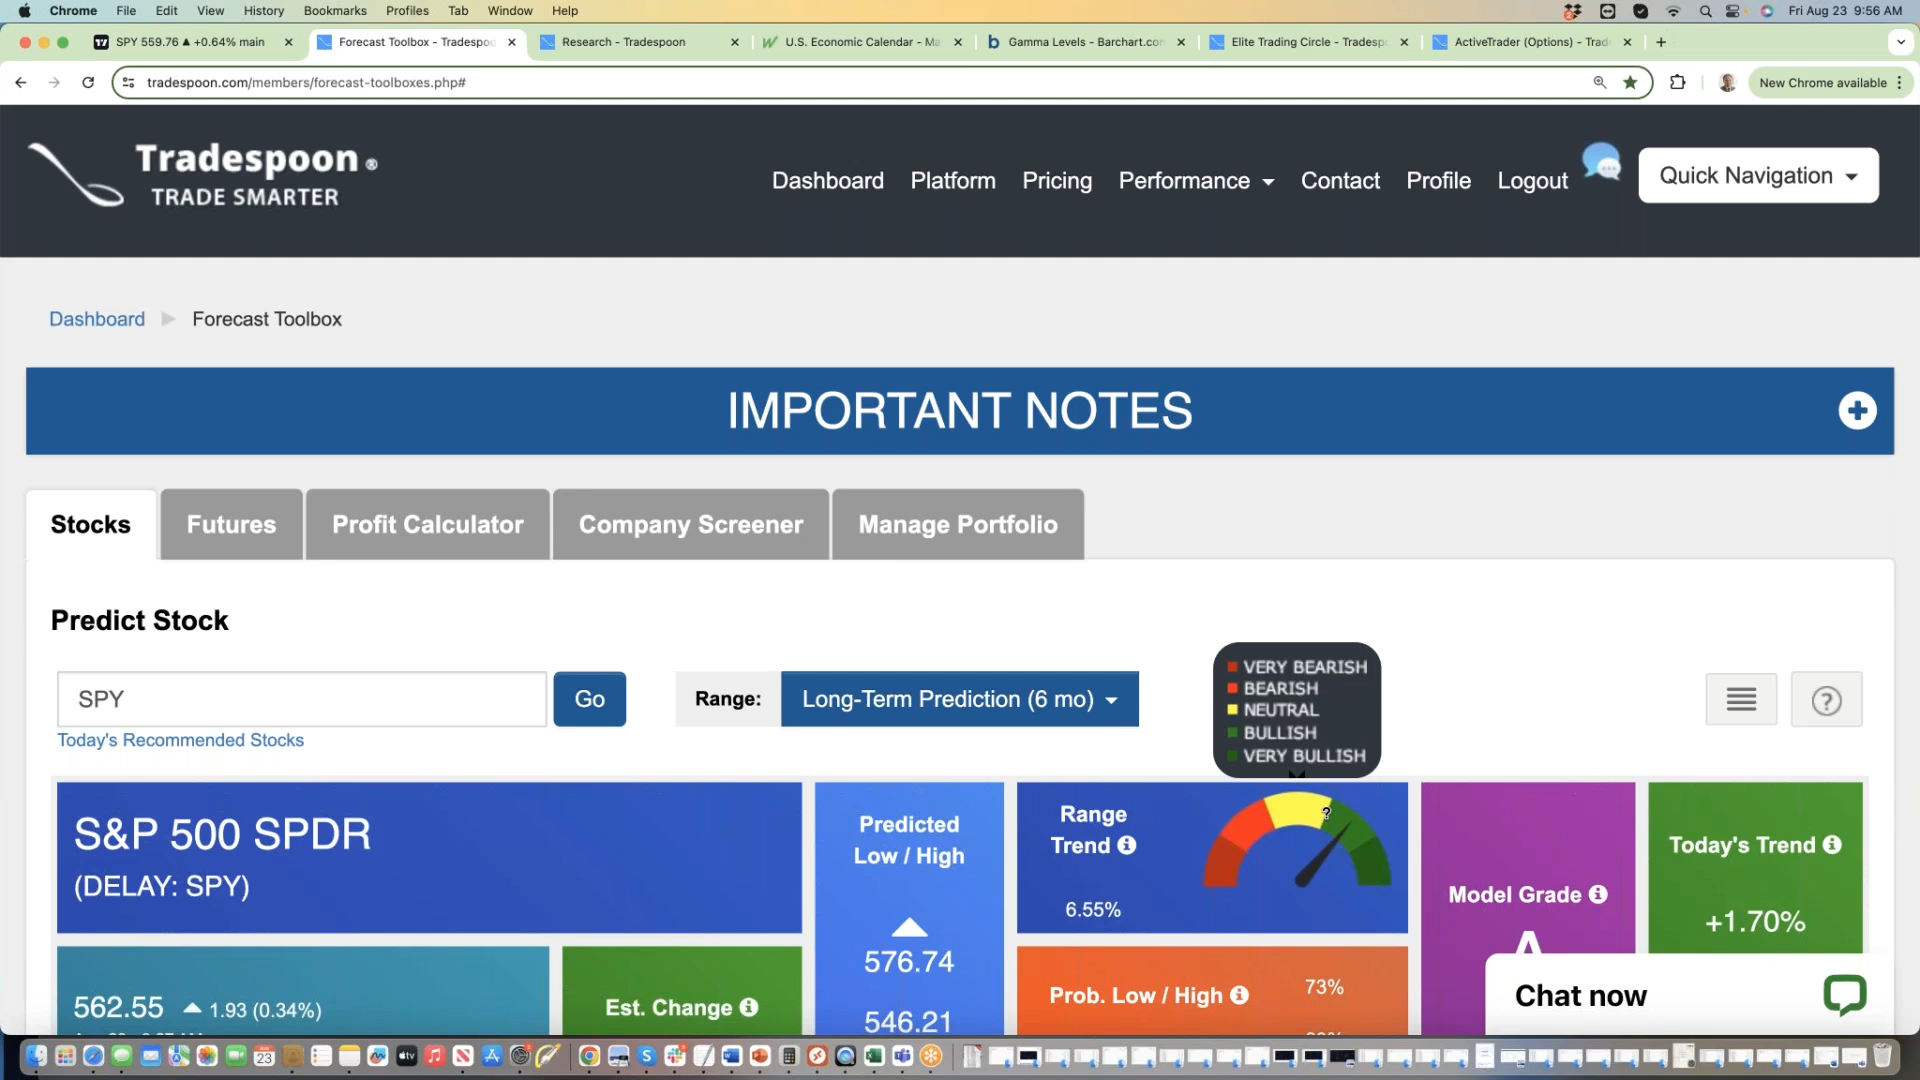 Chrome File Edit View History Bookmarks Profiles Tab Window Help Fri Aug 23 9:56 AM
SPY 559.76 ▲ +0.64% main Forecast Toolbox - Tradespoo Research - Tradespoon U.S. Economic Calendar - Ma Gamma Levels - Barchart.com Elite Trading Circle - Tradesp ActiveTrader (Options) - Trad
tradespoon.com/members/forecast-toolboxes.php# New Chrome available
Tradespoon®
TRADE SMARTER
Dashboard Platform Pricing Performance Contact Profile Logout Quick Navigation
Dashboard Forecast Toolbox
IMPORTANT NOTES
Stocks Futures Profit Calculator Company Screener Manage Portfolio
Predict Stock
SPY Go Range: Long-Term Prediction (6 mo)
Today's Recommended Stocks
VERY BEARISH
BEARISH
NEUTRAL
BULLISH
VERY BULLISH
S&P 500 SPDR
(DELAY: SPY)
Predicted
Low / High
576.74
546.21
Range
Trend
6.55%
Model Grade
A
Today's Trend
+1.70%
562.55 ▲ 1.93 (0.34%)
Est. Change
Prob. Low / High
73%
Chat now